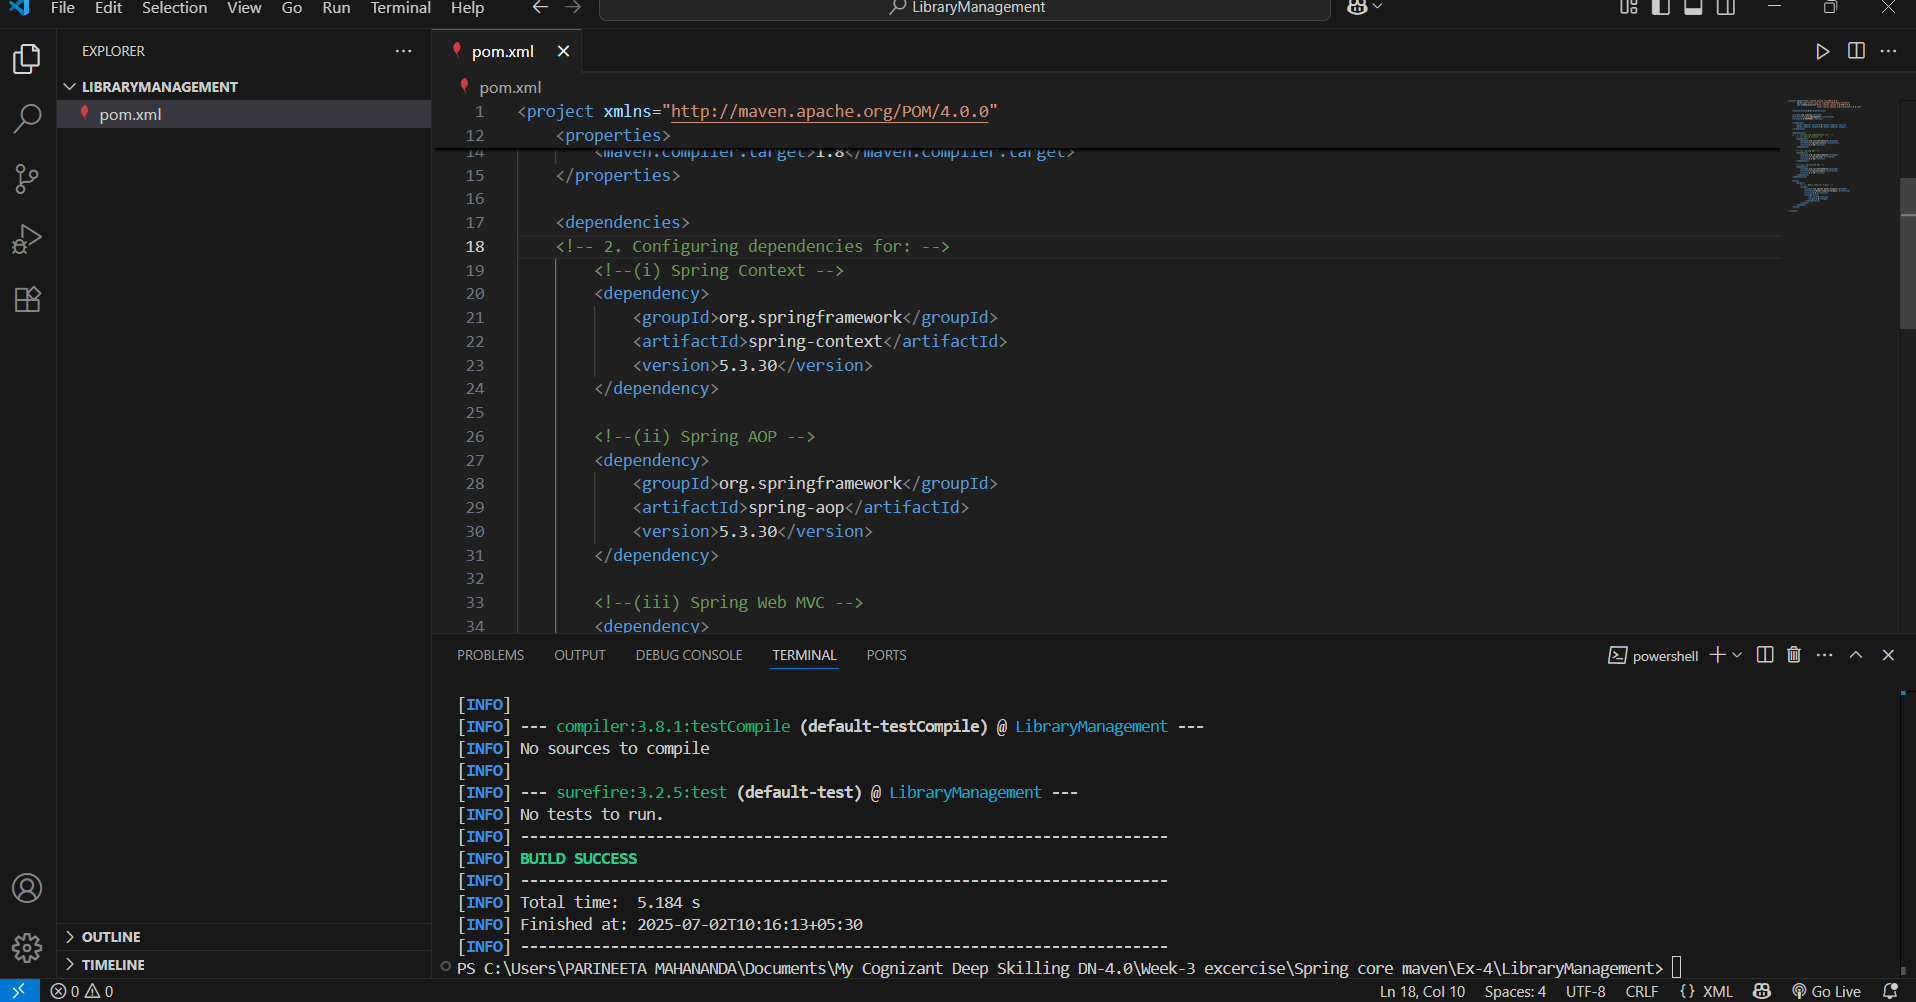 File Edit Selection View Go Run Terminal Help
LibraryManagement
EXPLORER
LIBRARYMANAGEMENT
pom.xml
OUTLINE
TIMELINE
pom.xml
pom.xml
1 <project xmlns="http://maven.apache.org/POM/4.0.0"
12 <properties>
14 <maven.compiler.target>1.8</maven.compiler.target>
15 </properties>
16
17 <dependencies>
18 <!-- 2. Configuring dependencies for: -->
19 <!--(i) Spring Context -->
20 <dependency>
21 <groupId>org.springframework</groupId>
22 <artifactId>spring-context</artifactId>
23 <version>5.3.30</version>
24 </dependency>
25
26 <!--(ii) Spring AOP -->
27 <dependency>
28 <groupId>org.springframework</groupId>
29 <artifactId>spring-aop</artifactId>
30 <version>5.3.30</version>
31 </dependency>
32
33 <!--(iii) Spring Web MVC -->
34 <dependency>
PROBLEMS OUTPUT DEBUG CONSOLE TERMINAL PORTS
powershell
[INFO]
[INFO] --- compiler:3.8.1:testCompile (default-testCompile) @ LibraryManagement ---
[INFO] No sources to compile
[INFO]
[INFO] --- surefire:3.2.5:test (default-test) @ LibraryManagement ---
[INFO] No tests to run.
[INFO] ------------------------------------------------------------------------
[INFO] BUILD SUCCESS
[INFO] ------------------------------------------------------------------------
[INFO] Total time:  5.184 s
[INFO] Finished at: 2025-07-02T10:16:13+05:30
[INFO] ------------------------------------------------------------------------
PS C:\Users\PARINEETA MAHANANDA\Documents\My Cognizant Deep Skilling DN-4.0\Week-3 excercise\Spring core maven\Ex-4\LibraryManagement>
0 0
Ln 18, Col 10 Spaces: 4 UTF-8 CRLF {} XML Go Live